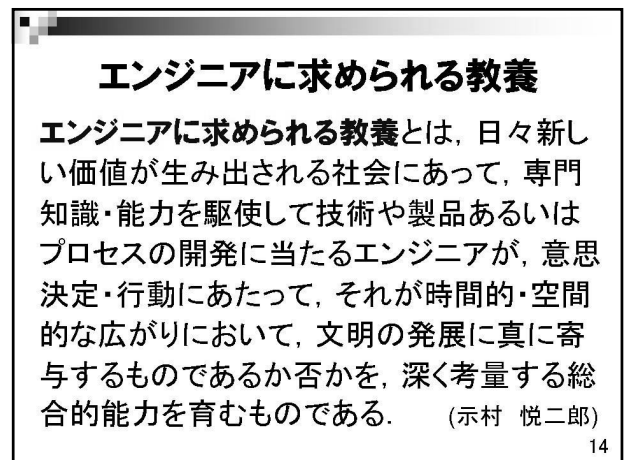 エンジニアに求められる教養
エンジニアに求められる教養とは，日々新し
い価値が生み出される社会にあって，専門
知識・能力を駆使して技術や製品あるいは
プロセスの開発に当たるエンジニアが，意思
決定・行動にあたって，それが時間的・空間
的な広がりにおいて，文明の発展に真に寄
与するものであるか否かを，深く考量する総
合的能力を育むものである．　(示村　悦二郎)
14